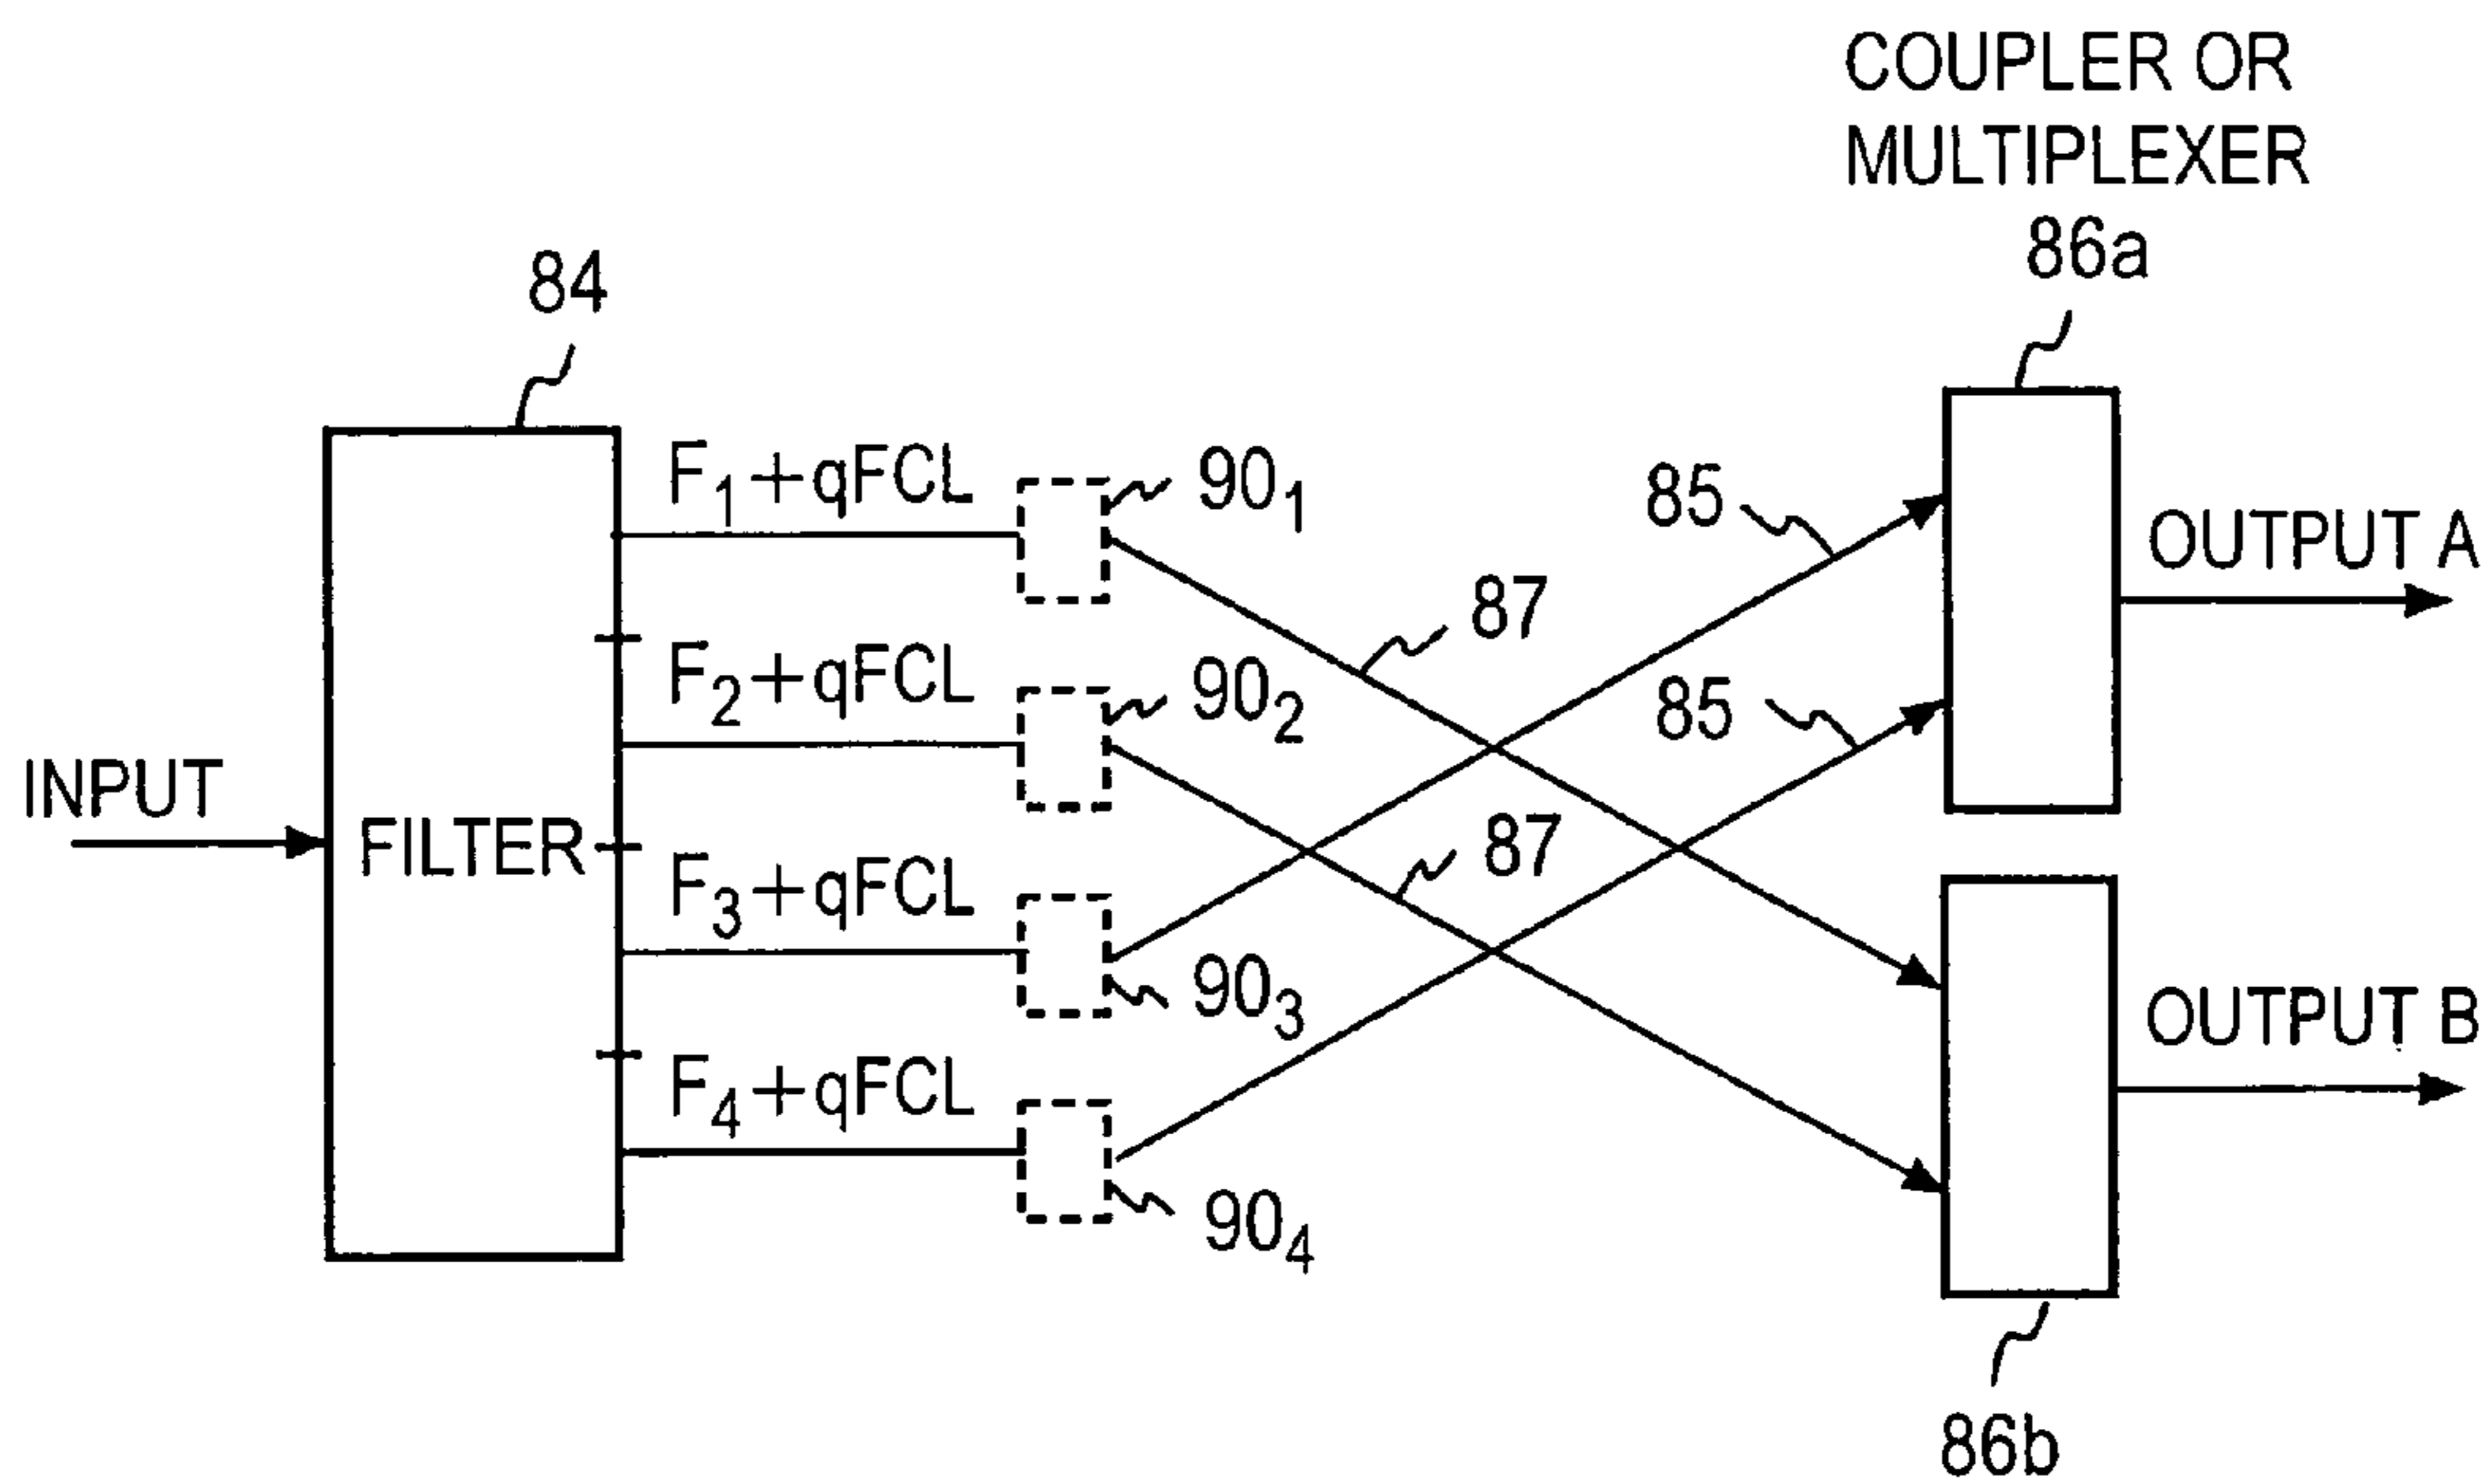 COUPLER OR
MULTIPLEXER
86a
84
F₁+qFCL
90₁
85
OUTPUT A
87
F₂+qFCL
90₂
85
INPUT
FILTER
87
F₃+qFCL
90₃
OUTPUT B
F₄+qFCL
90₄
86b